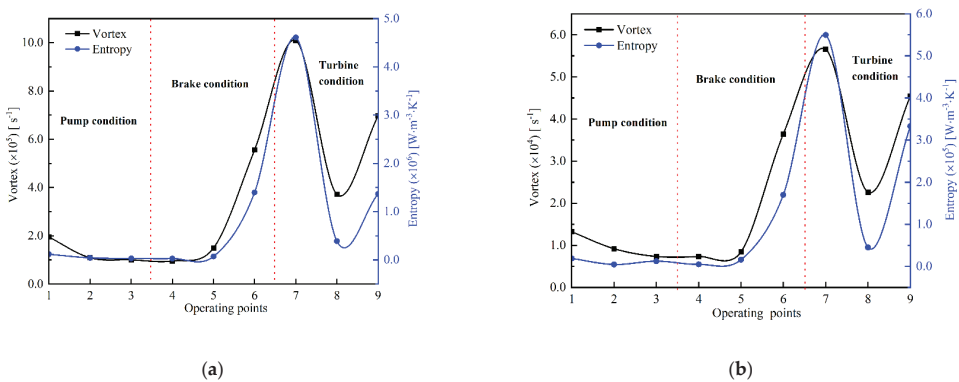 Vortex
Entropy
Pump condition
Brake condition
Turbine
condition
Vortex (×10⁵) [ s⁻¹]
10.0
8.0
6.0
4.0
2.0
0.0
Entropy (×10⁶) [W·m⁻³·K⁻¹]
5.0
4.0
3.0
2.0
1.0
0.0
1 2 3 4 5 6 7 8 9
Operating points
(a)
Vortex
Entropy
Pump condition
Brake condition
Turbine
condition
Vortex (×10⁴) [ s⁻¹]
6.0
5.0
4.0
3.0
2.0
1.0
0.0
Entropy (×10⁵) [W·m⁻³·K⁻¹]
6.0
5.0
4.0
3.0
2.0
1.0
0.0
1 2 3 4 5 6 7 8 9
Operating points
(b)